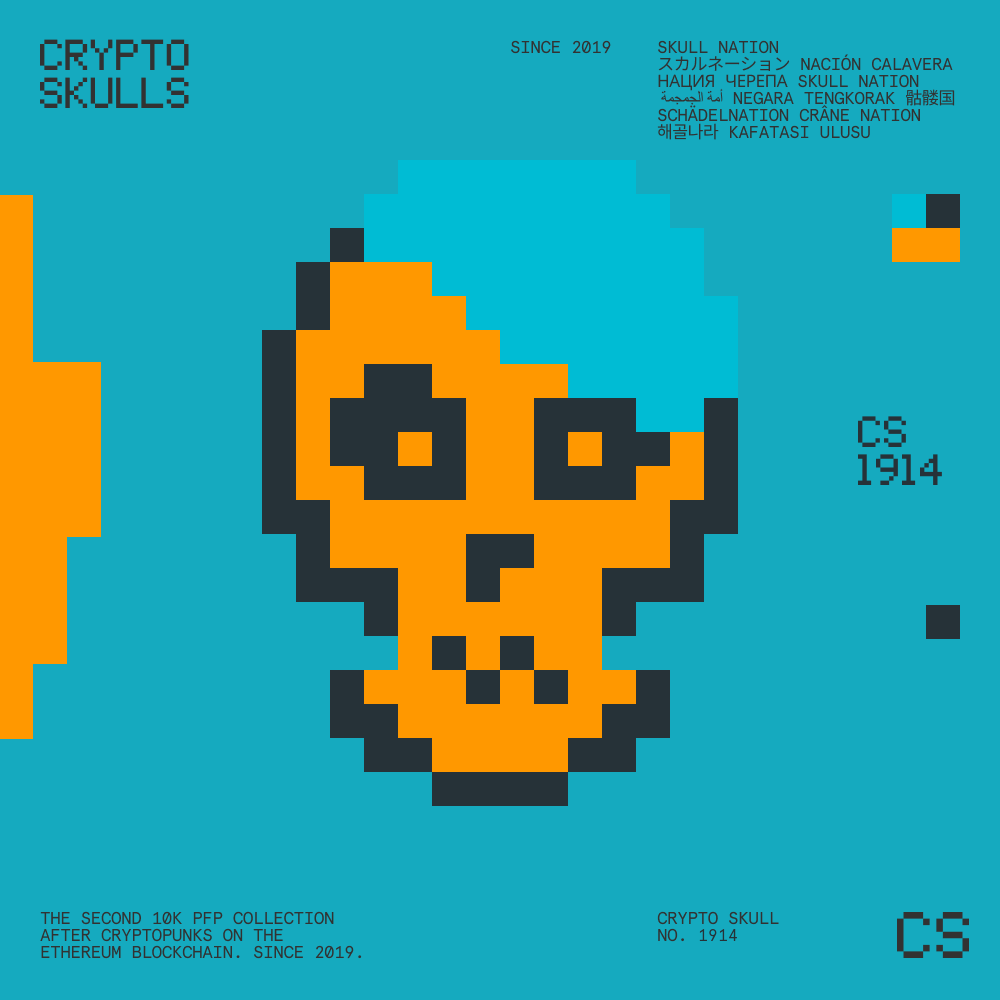 CRYPTO
SKULLS
SINCE 2019
SKULL NATION
スカルネーション NACIÓN CALAVERA
НАЦИЯ ЧЕРЕПА SKULL NATION
أمة الجمجمة NEGARA TENGKORAK 骷髅国
SCHÄDELNATION CRÂNE NATION
해골나라 KAFATASI ULUSU
CS
1914
THE SECOND 10K PFP COLLECTION
AFTER CRYPTOPUNKS ON THE
ETHEREUM BLOCKCHAIN. SINCE 2019.
CRYPTO SKULL
NO. 1914
CS